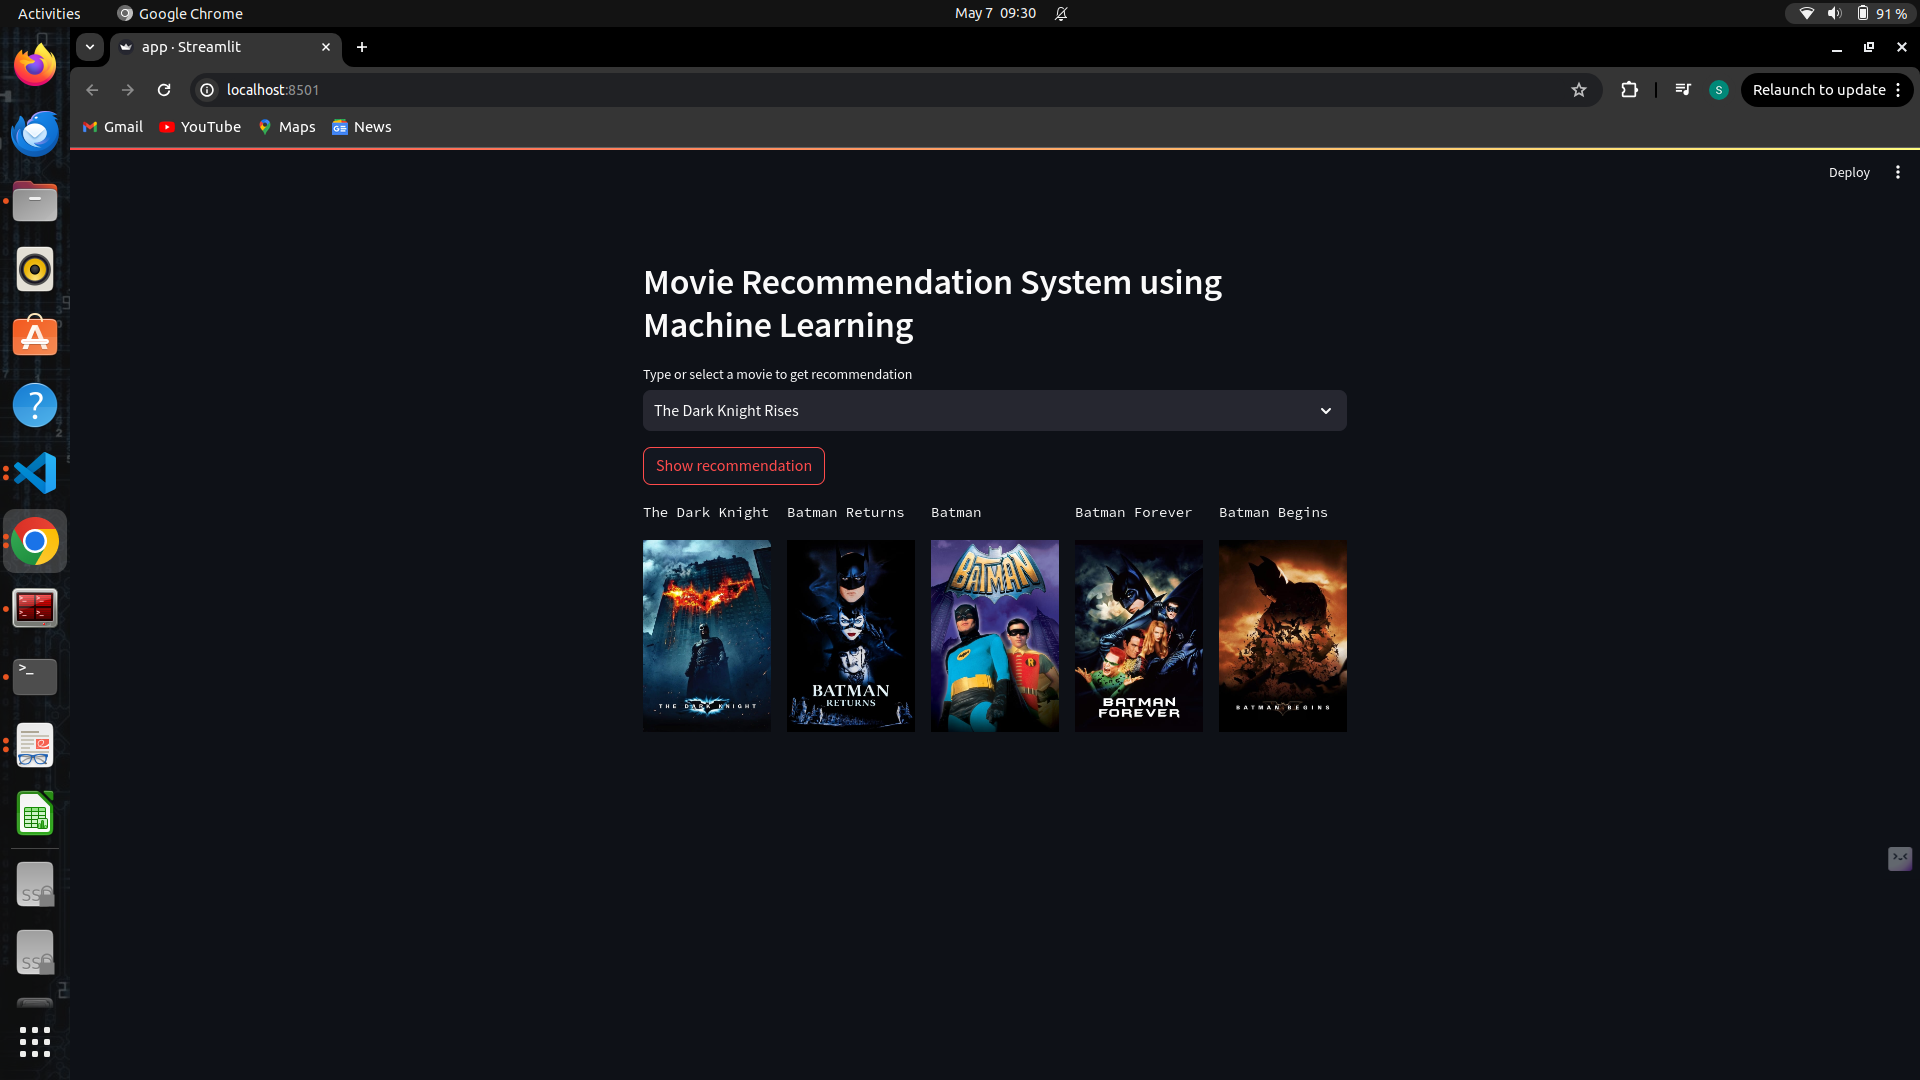 Activities
Google Chrome
May 7 09:30
91 %
app · Streamlit
localhost:8501
S
Relaunch to update
Gmail
YouTube
Maps
News
Deploy
Movie Recommendation System using
Machine Learning
Type or select a movie to get recommendation
The Dark Knight Rises
Show recommendation
The Dark Knight
Batman Returns
Batman
Batman Forever
Batman Begins
THE DARK KNIGHT
BATMAN
RETURNS
BATMAN
R
BATMAN
FOREVER
BATMAN BEGINS